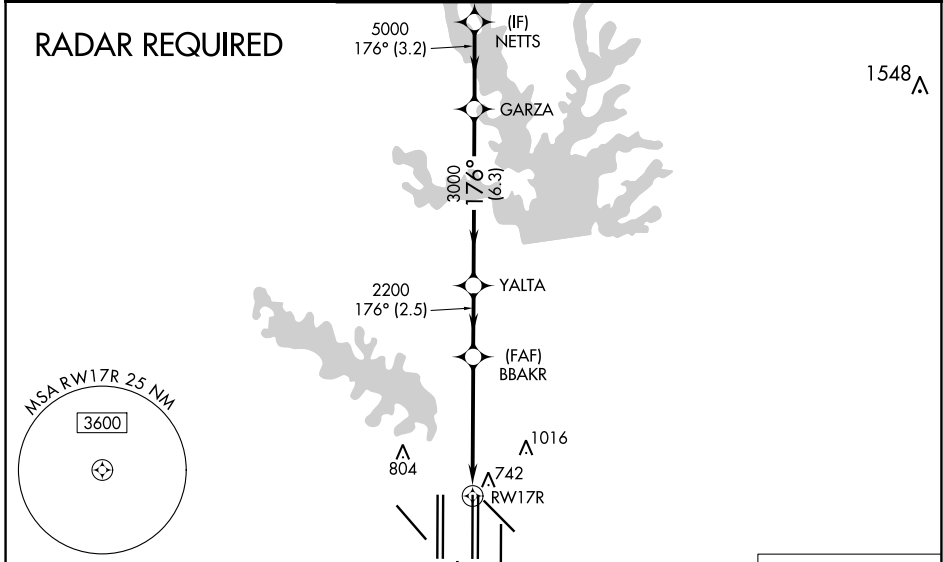 RADAR REQUIRED
5000
176° (3.2)
(IF)
NETTS
1548
GARZA
3000
176°
(6.3)
YALTA
2200
176° (2.5)
(FAF)
BBAKR
MSA RW17R 25 NM
3600
1016
804
742
RW17R